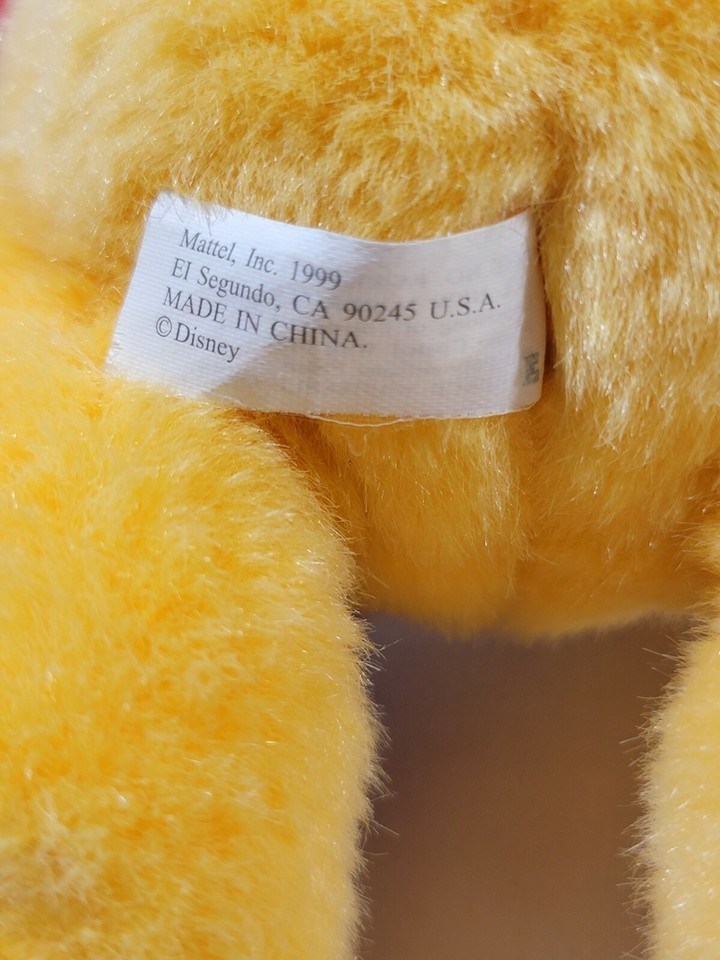 Mattel, Inc. 1999
El Segundo, CA 90245 U.S.A.
MADE IN CHINA.
©Disney